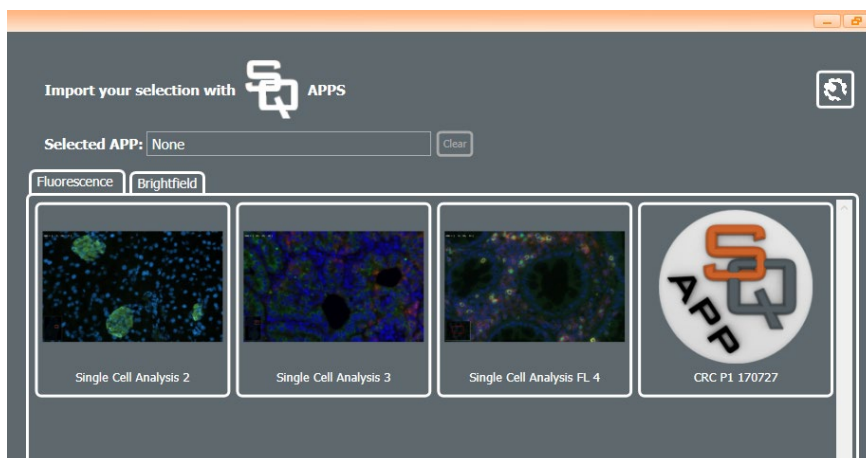 Import your selection with SQ APPS
Selected APP: None Clear
Fluorescence Brightfield
SQ
APP
Single Cell Analysis 2 Single Cell Analysis 3 Single Cell Analysis FL 4 CRC P1 170727